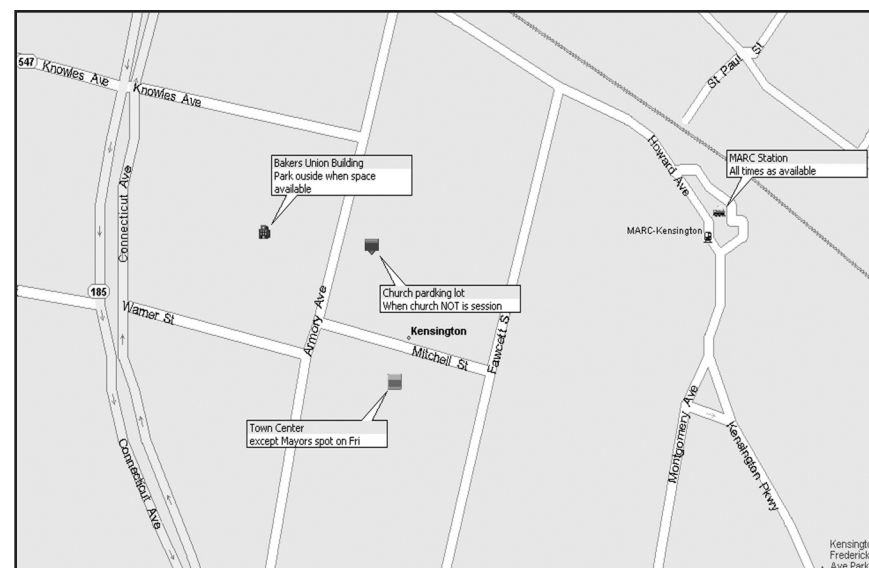 547
Knowles Ave
Knowles Ave
St Paul St
Howard Ave
MARC Station
All times as available
Bakers Union Building
Park ouside when space
available
Connecticut Ave
MARC-Kensington
185
Church pardking lot
When church NOT is session
Warner St
Armory Ave
Kensington
Mitchell St
Fawcett S
Town Center
except Mayors spot on Fri
Montgomery Ave
Kensington Pkwy
Connecticut Ave
Kensingt
Frederick
Ave Park